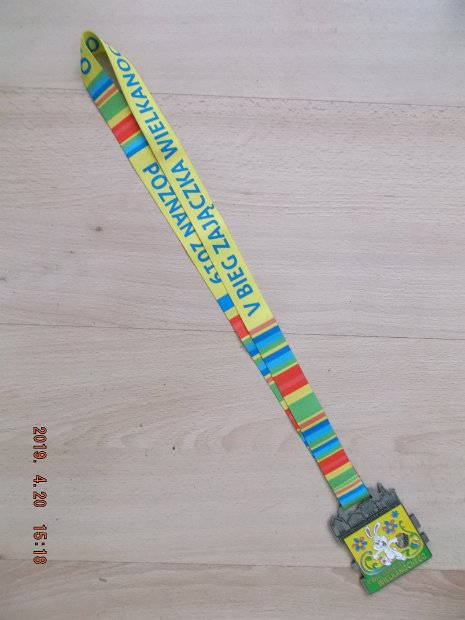 V BIEG ZAJĄCZKA WIELKANOC
POZNAŃ 2019
2019. 4.20 15:18